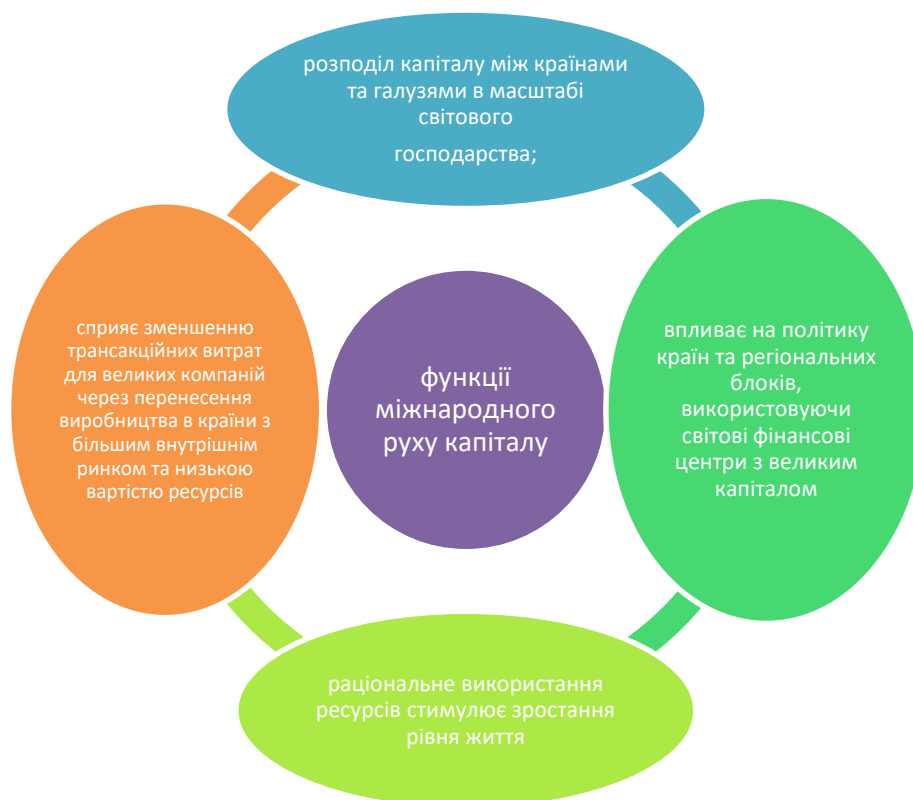 розподіл капіталу між країнами
та галузями в масштабі
світового
господарства;
сприяє зменшенню
трансакційних витрат
для великих компаній
через перенесення
виробництва в країни з
більшим внутрішнім
ринком та низькою
вартістю ресурсів
функції
міжнародного
руху капіталу
впливає на політику
країн та регіональних
блоків,
використовуючи
світові фінансові
центри з великим
капіталом
раціональне використання
ресурсів стимулює зростання
рівня життя